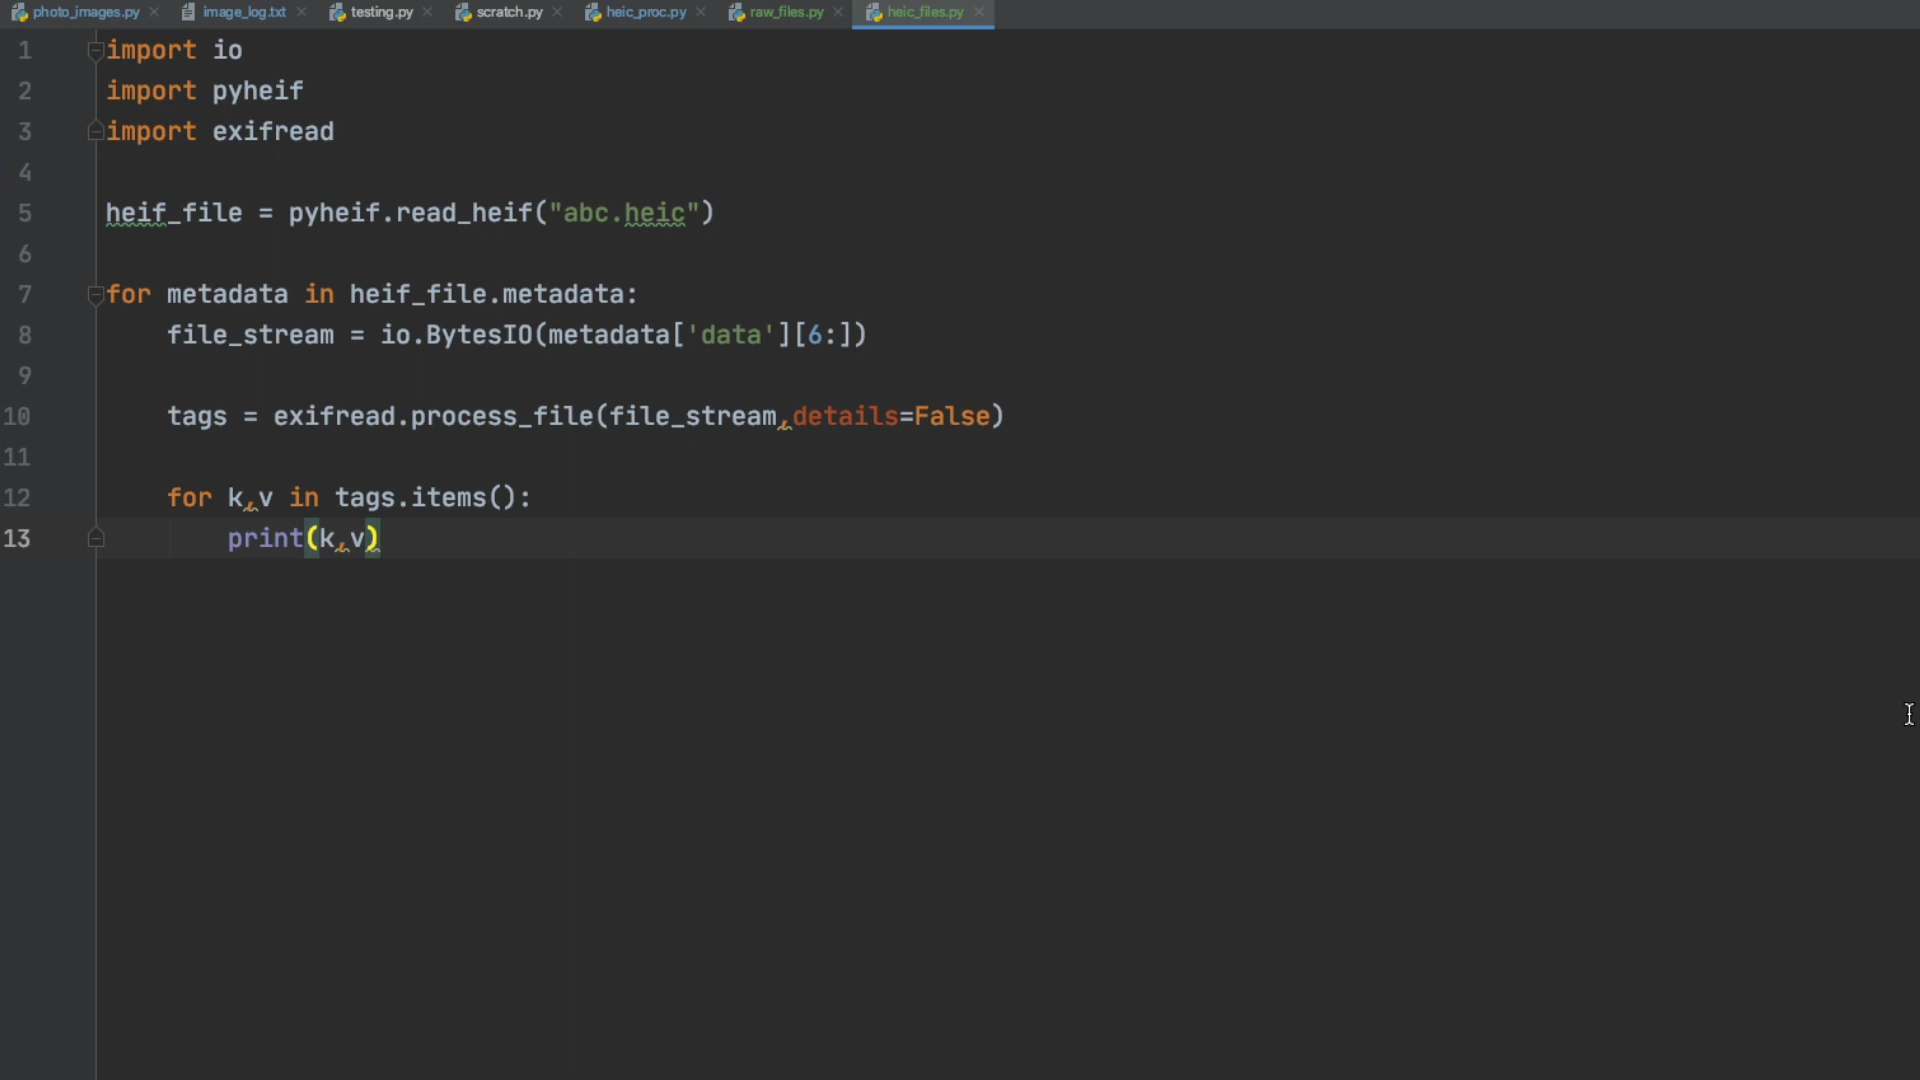 photo_images.py image_log.txt testing.py scratch.py heic_proc.py raw_files.py heic_files.py
1 import io
2 import pyheif
3 import exifread
4
5 heif_file = pyheif.read_heif("abc.heic")
6
7 for metadata in heif_file.metadata:
8     file_stream = io.BytesIO(metadata['data'][6:])
9
10     tags = exifread.process_file(file_stream,details=False)
11
12     for k,v in tags.items():
13         print(k,v)